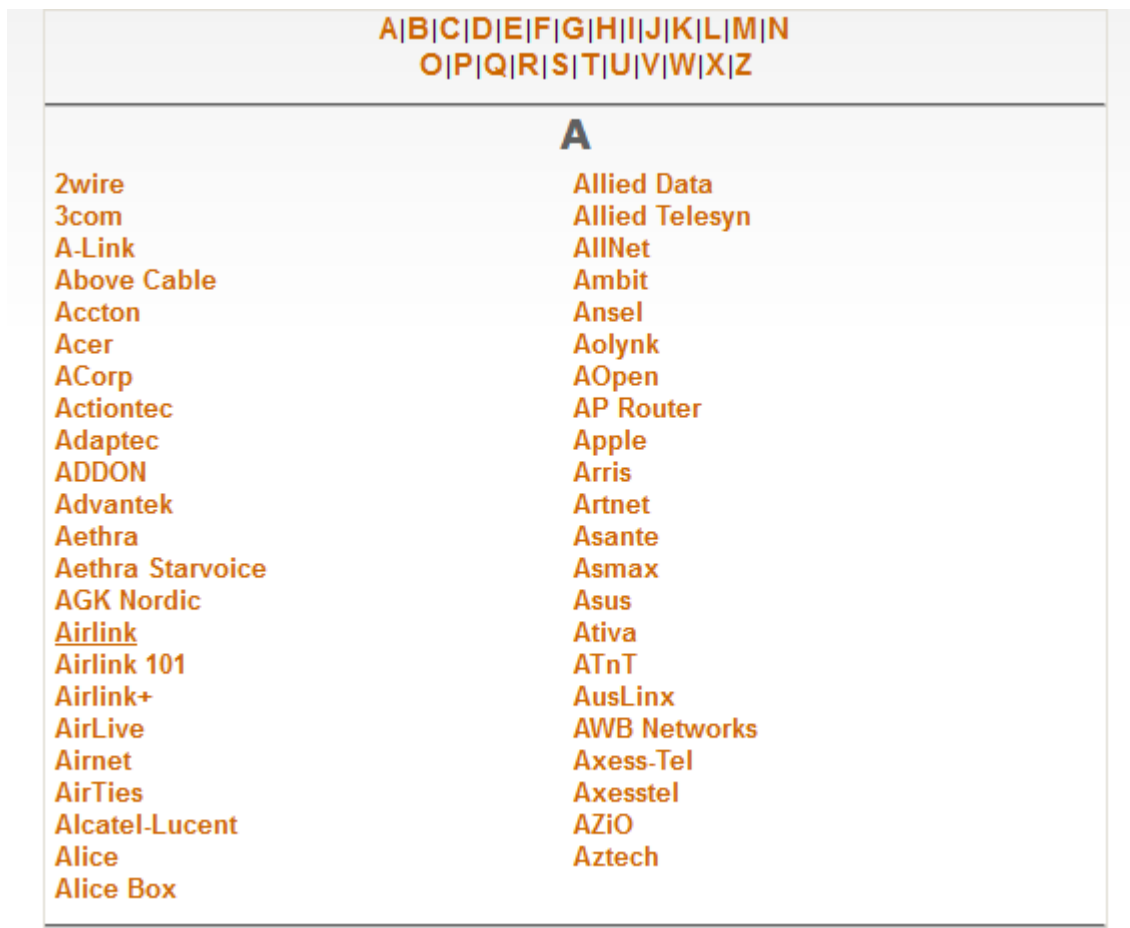 A|B|C|D|E|F|G|H|I|J|K|L|M|N
O|P|Q|R|S|T|U|V|W|X|Z
A
2wire
3com
A-Link
Above Cable
Accton
Acer
ACorp
Actiontec
Adaptec
ADDON
Advantek
Aethra
Aethra Starvoice
AGK Nordic
Airlink
Airlink 101
Airlink+
AirLive
Airnet
AirTies
Alcatel-Lucent
Alice
Alice Box
Allied Data
Allied Telesyn
AllNet
Ambit
Ansel
Aolynk
AOpen
AP Router
Apple
Arris
Artnet
Asante
Asmax
Asus
Ativa
ATnT
AusLinx
AWB Networks
Axess-Tel
Axesstel
AZiO
Aztech